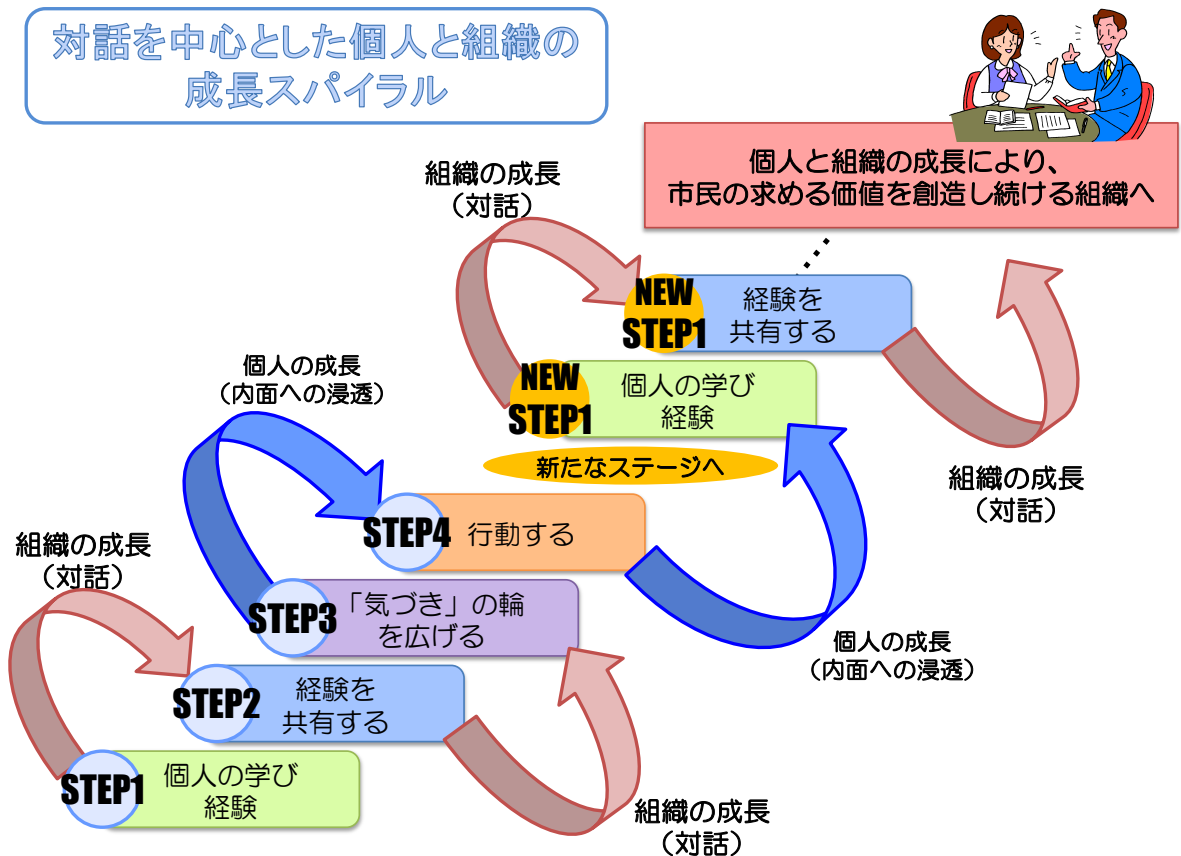 対話を中心とした個人と組織の
成長スパイラル
個人と組織の成長により、
市民の求める価値を創造し続ける組織へ
組織の成長
（対話）
NEW
STEP1
経験を
共有する
NEW
STEP1
個人の学び
経験
組織の成長
（対話）
新たなステージへ
個人の成長
（内面への浸透）
STEP4
行動する
個人の成長
（内面への浸透）
STEP3
「気づき」の輪
を広げる
組織の成長
（対話）
STEP2
経験を
共有する
STEP1
個人の学び
経験
組織の成長
（対話）